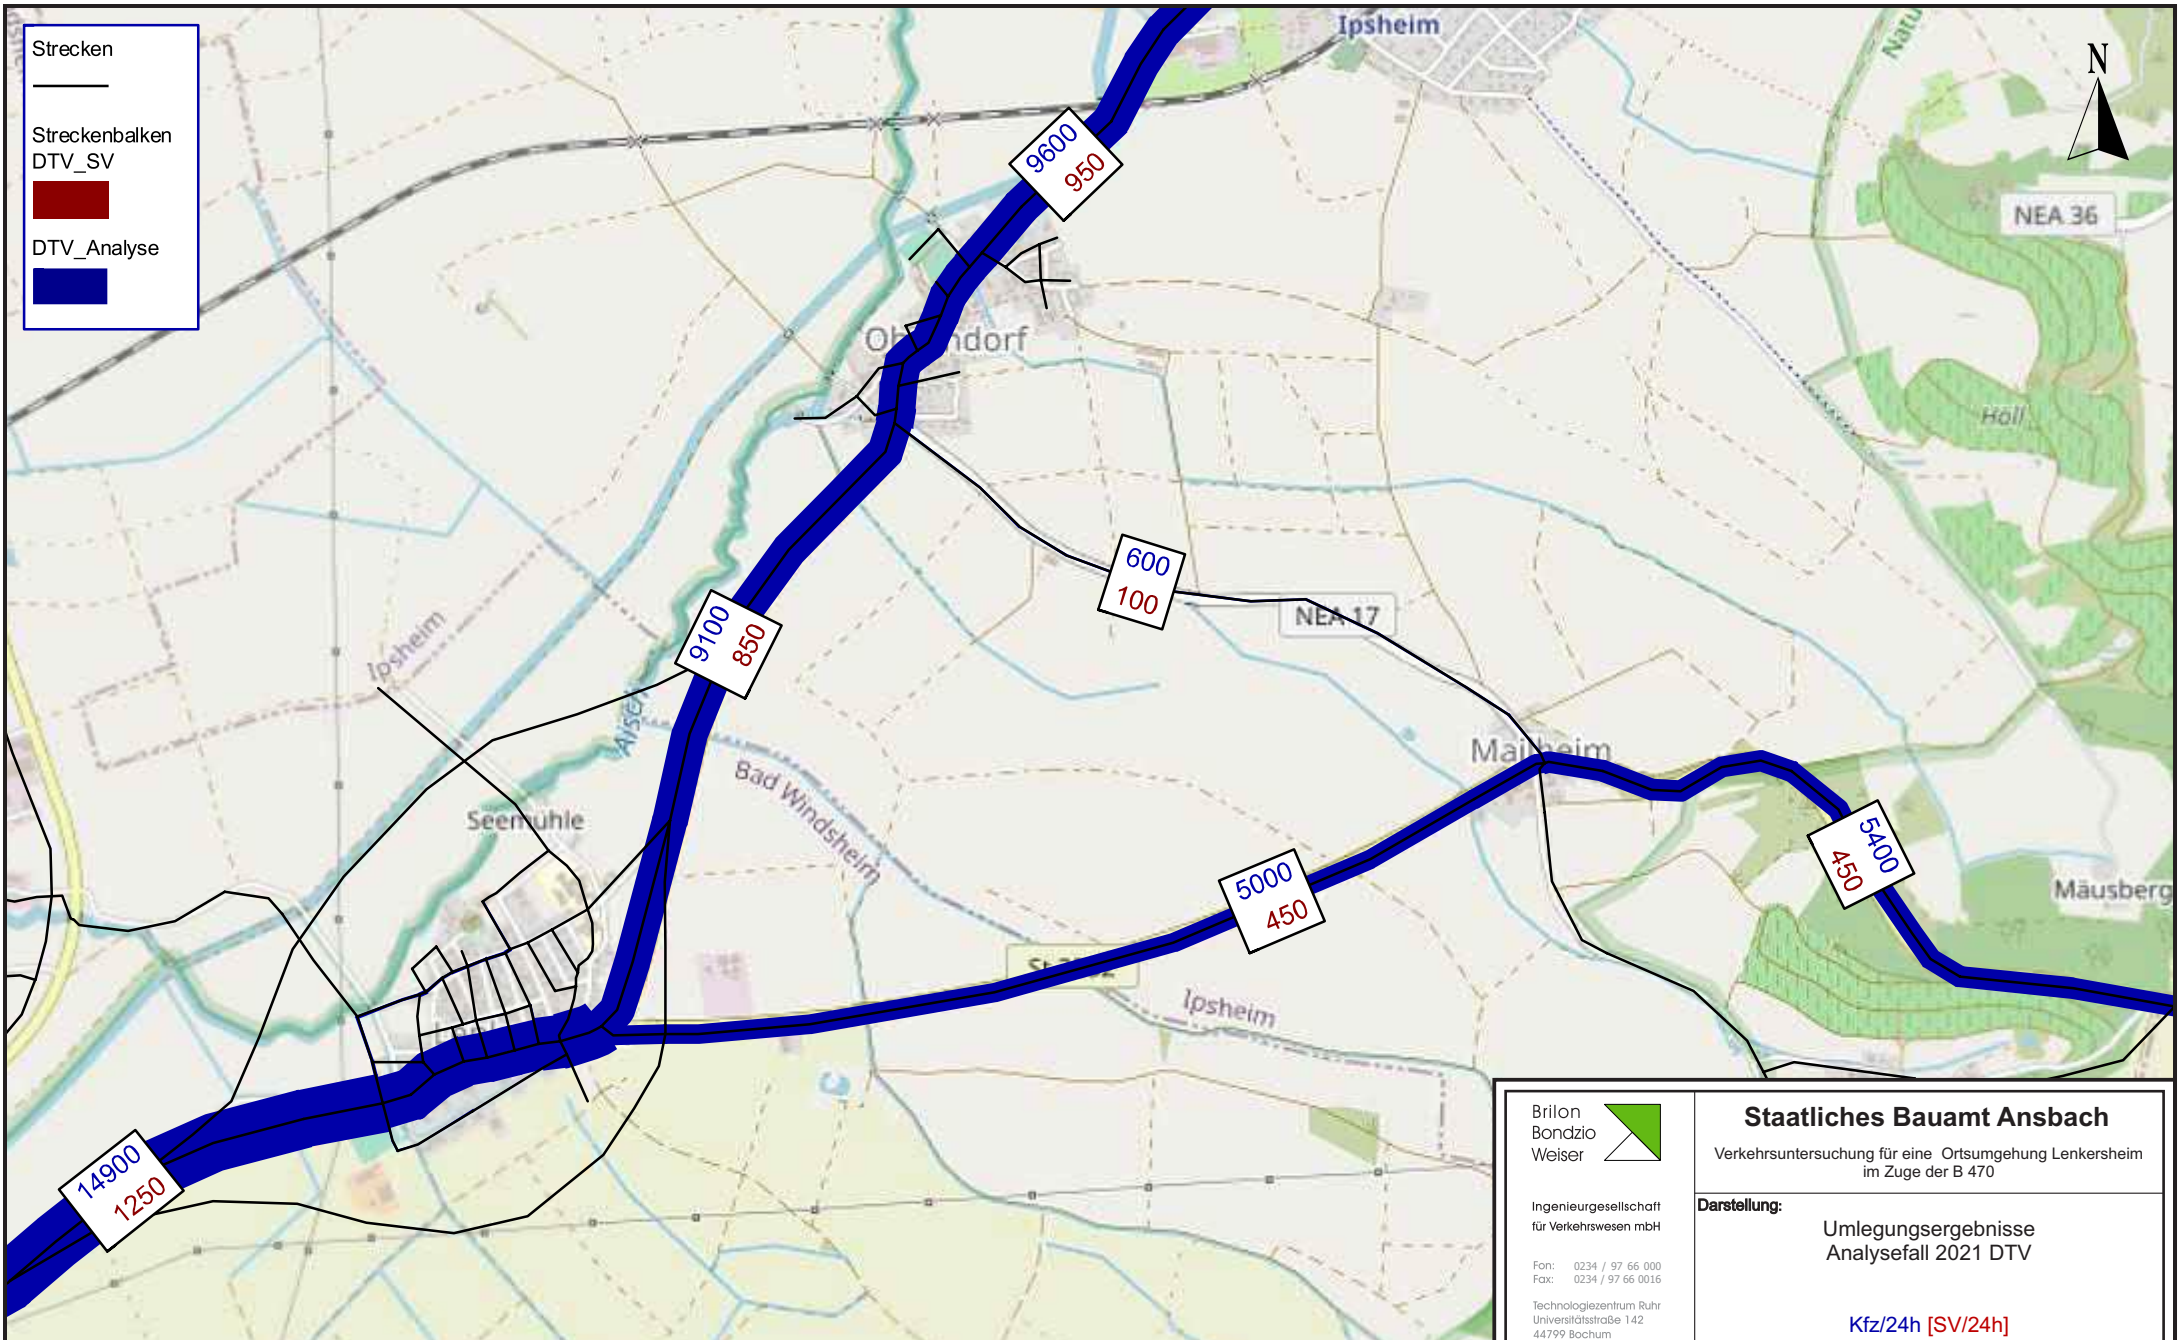 Strecken
Streckenbalken
DTV_SV
DTV_Analyse
Ipsheim
N
Natu
NEA 36
9600
950
Höll
600
100
NEA 17
9100
850
Ipsheim
Aisch
Bad Windsheim
Mailheim
Seemühle
5400
450
Mäusberg
5000
450
Ipsheim
14900
1250
Brilon
Bondzio
Weiser
Ingenieurgesellschaft
für Verkehrswesen mbH
Fon: 0234 / 97 66 000
Fax: 0234 / 97 66 0016
Technologiezentrum Ruhr
Universitätsstraße 142
44799 Bochum
Staatliches Bauamt Ansbach
Verkehrsuntersuchung für eine Ortsumgehung Lenkersheim
im Zuge der B 470
Darstellung:
Umlegungsergebnisse
Analysefall 2021 DTV
Kfz/24h [SV/24h]